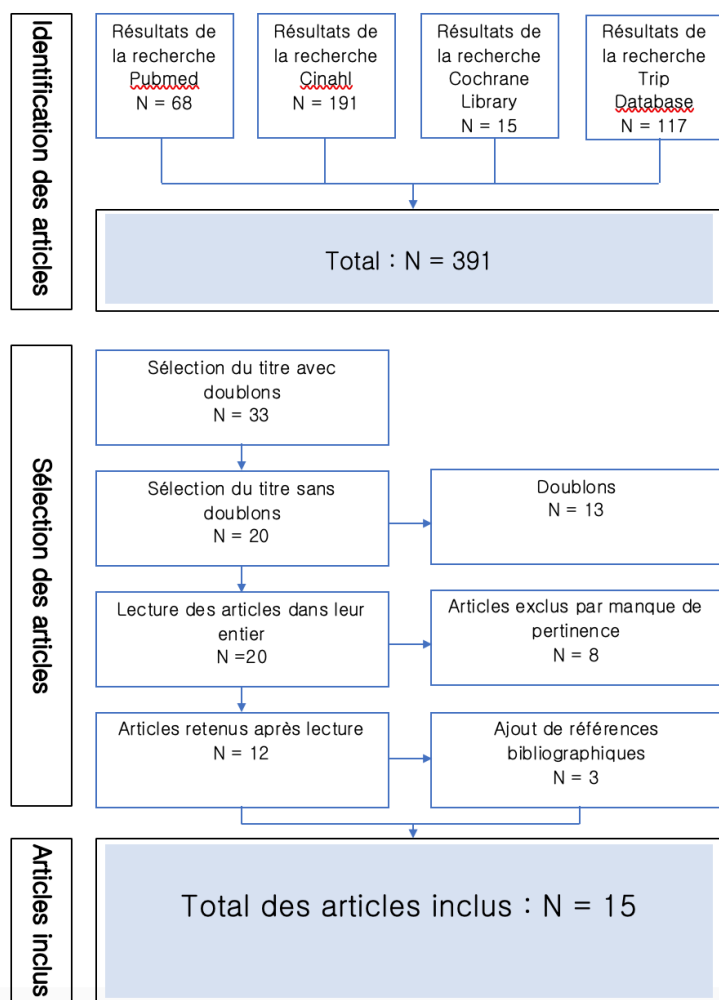 Identification des articles
Résultats de
la recherche
Pubmed
N = 68
Résultats de
la recherche
Cinahl
N = 191
Résultats de
la recherche
Cochrane
Library
N = 15
Résultats de
la recherche
Trip
Database
N = 117
Total : N = 391
Sélection des articles
Sélection du titre avec
doublons
N = 33
Sélection du titre sans
doublons
N = 20
Doublons
N = 13
Lecture des articles dans leur
entier
N =20
Articles exclus par manque de
pertinence
N = 8
Articles retenus après lecture
N = 12
Ajout de références
bibliographiques
N = 3
Articles inclus
Total des articles inclus : N = 15